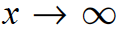 x → ∞